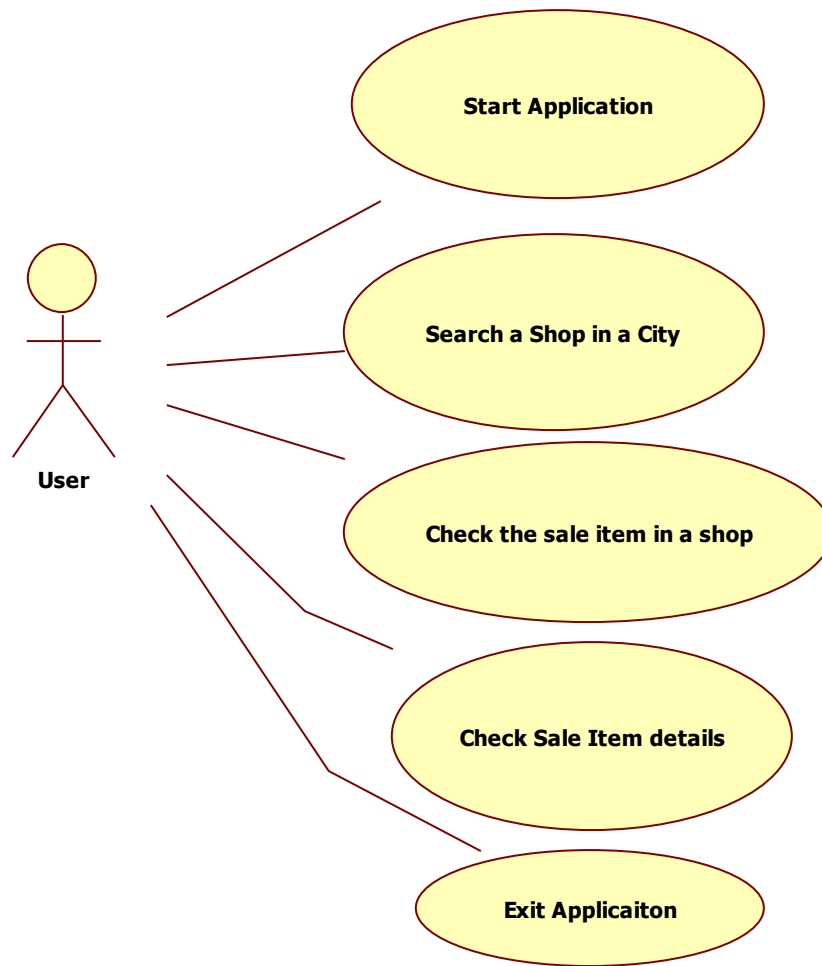 Start Application
Search a Shop in a City
User
Check the sale item in a shop
Check Sale Item details
Exit Applicaiton